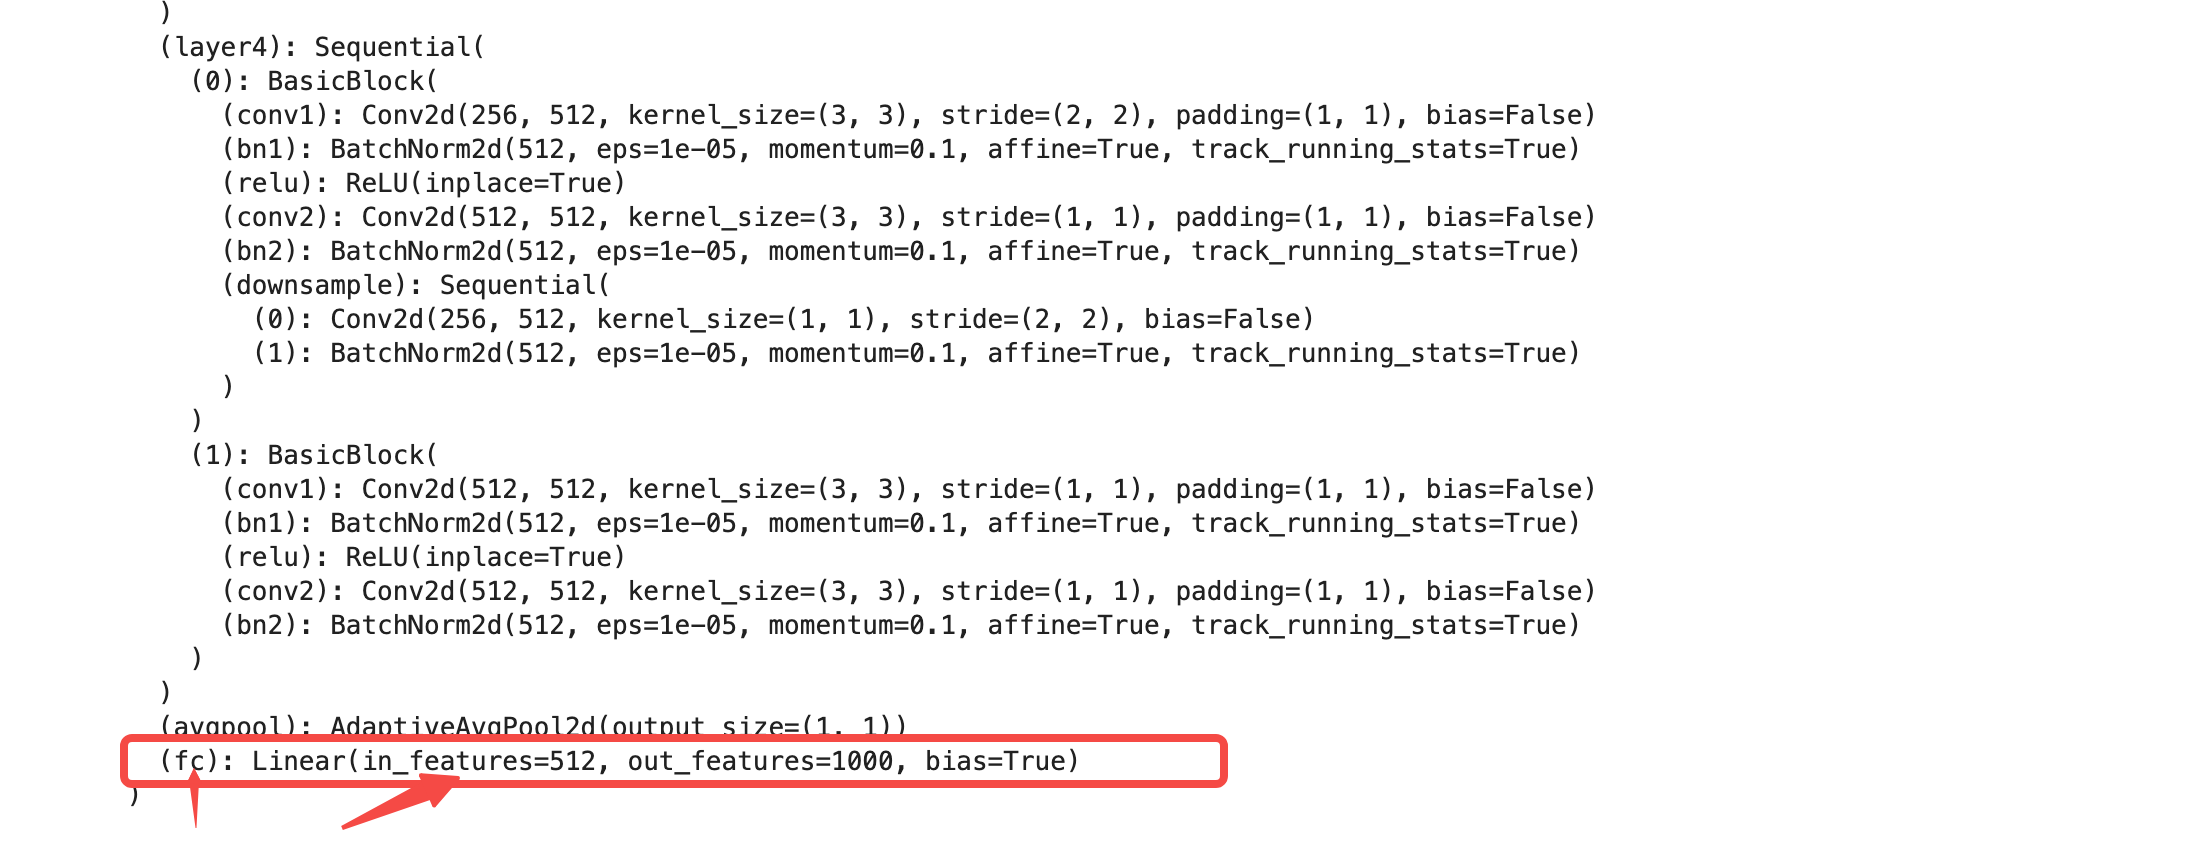 )
(layer4): Sequential(
(0): BasicBlock(
(conv1): Conv2d(256, 512, kernel_size=(3, 3), stride=(2, 2), padding=(1, 1), bias=False)
(bn1): BatchNorm2d(512, eps=1e-05, momentum=0.1, affine=True, track_running_stats=True)
(relu): ReLU(inplace=True)
(conv2): Conv2d(512, 512, kernel_size=(3, 3), stride=(1, 1), padding=(1, 1), bias=False)
(bn2): BatchNorm2d(512, eps=1e-05, momentum=0.1, affine=True, track_running_stats=True)
(downsample): Sequential(
(0): Conv2d(256, 512, kernel_size=(1, 1), stride=(2, 2), bias=False)
(1): BatchNorm2d(512, eps=1e-05, momentum=0.1, affine=True, track_running_stats=True)
)
)
(1): BasicBlock(
(conv1): Conv2d(512, 512, kernel_size=(3, 3), stride=(1, 1), padding=(1, 1), bias=False)
(bn1): BatchNorm2d(512, eps=1e-05, momentum=0.1, affine=True, track_running_stats=True)
(relu): ReLU(inplace=True)
(conv2): Conv2d(512, 512, kernel_size=(3, 3), stride=(1, 1), padding=(1, 1), bias=False)
(bn2): BatchNorm2d(512, eps=1e-05, momentum=0.1, affine=True, track_running_stats=True)
)
)
(avgpool): AdaptiveAvgPool2d(output_size=(1, 1))
(fc): Linear(in_features=512, out_features=1000, bias=True)
)